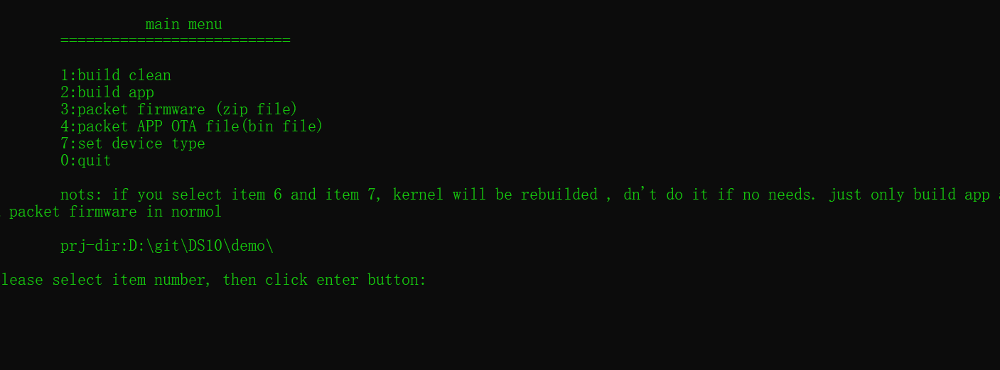 main menu
===========================
1:build clean
2:build app
3:packet firmware (zip file)
4:packet APP OTA file(bin file)
7:set device type
0:quit
nots: if you select item 6 and item 7, kernel will be rebuilded , dn't do it if no needs. just only build app
packet firmware in normol
prj-dir:D:\git\DS10\demo\
lease select item number, then click enter button: